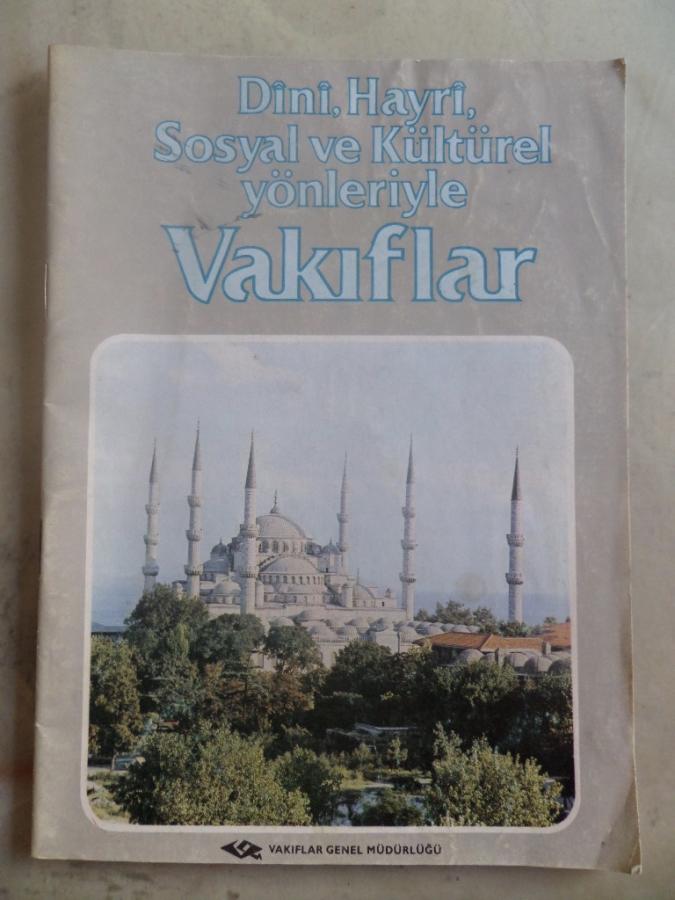 Dînî, Hayrî,
Sosyal ve Kültürel
yönleriyle
Vakıflar
VAKIFLAR GENEL MÜDÜRLÜĞÜ